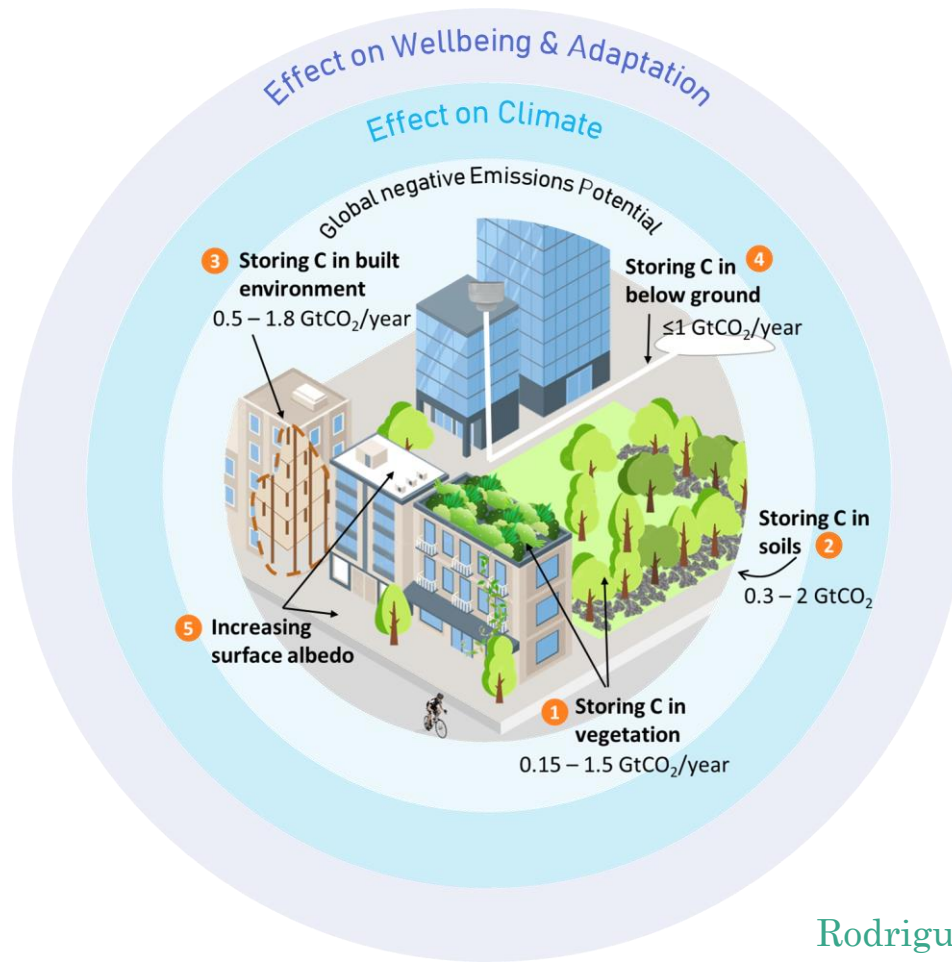 Effect on Wellbeing & Adaptation
Effect on Climate
Global negative Emissions Potential
3 Storing C in built
environment
0.5 – 1.8 GtCO₂/year
Storing C in 4
below ground
≤1 GtCO₂/year
Storing C in
soils 2
0.3 – 2 GtCO₂
5 Increasing
surface albedo
1 Storing C in
vegetation
0.15 – 1.5 GtCO₂/year
Rodrigu